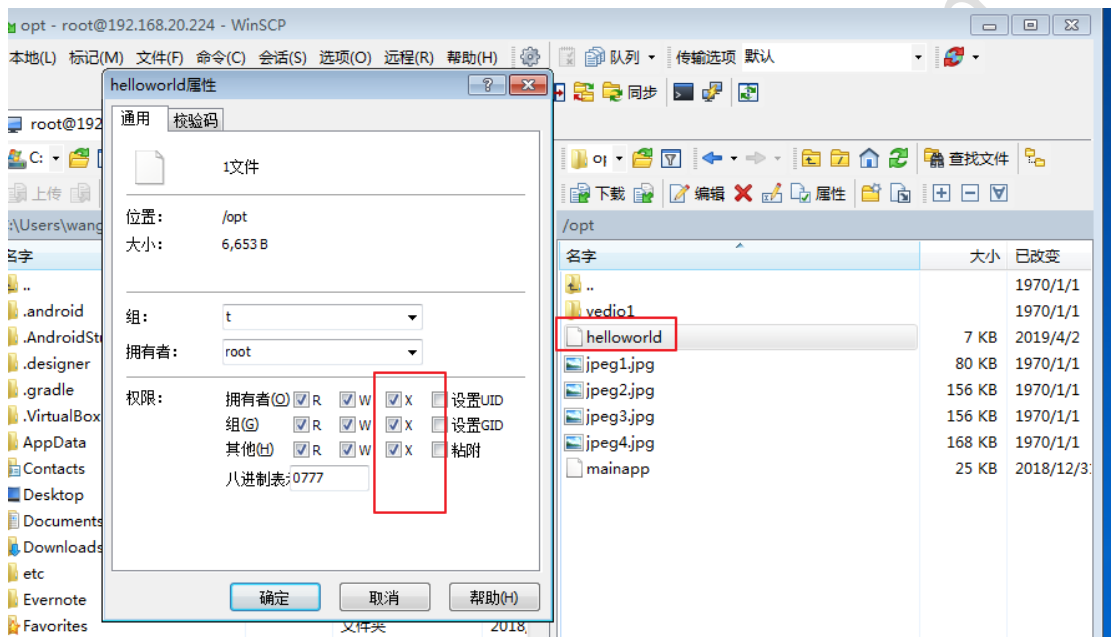 opt - root@192.168.20.224 - WinSCP
本地(L) 标记(M) 文件(F) 命令(C) 会话(S) 选项(O) 远程(R) 帮助(H) 队列 传输选项 默认
同步
root@192
C: 查找文件
上传 下载 编辑 属性
:\Users\wang /opt
名字
..
.android
.AndroidStu
.designer
.gradle
.VirtualBox
AppData
Contacts
Desktop
Documents
Downloads
etc
Evernote
Favorites 文件夹 2018
helloworld属性
通用 校验码
1文件
位置: /opt
大小: 6,653 B
组: t
拥有者: root
权限: 拥有者(O) R W X 设置UID
组(G) R W X 设置GID
其他(H) R W X 粘附
八进制表 0777
确定 取消 帮助(H)
名字 大小 已改变
.. 1970/1/1
vedio1 1970/1/1
helloworld 7 KB 2019/4/2
jpeg1.jpg 80 KB 1970/1/1
jpeg2.jpg 156 KB 1970/1/1
jpeg3.jpg 156 KB 1970/1/1
jpeg4.jpg 168 KB 1970/1/1
mainapp 25 KB 2018/12/3